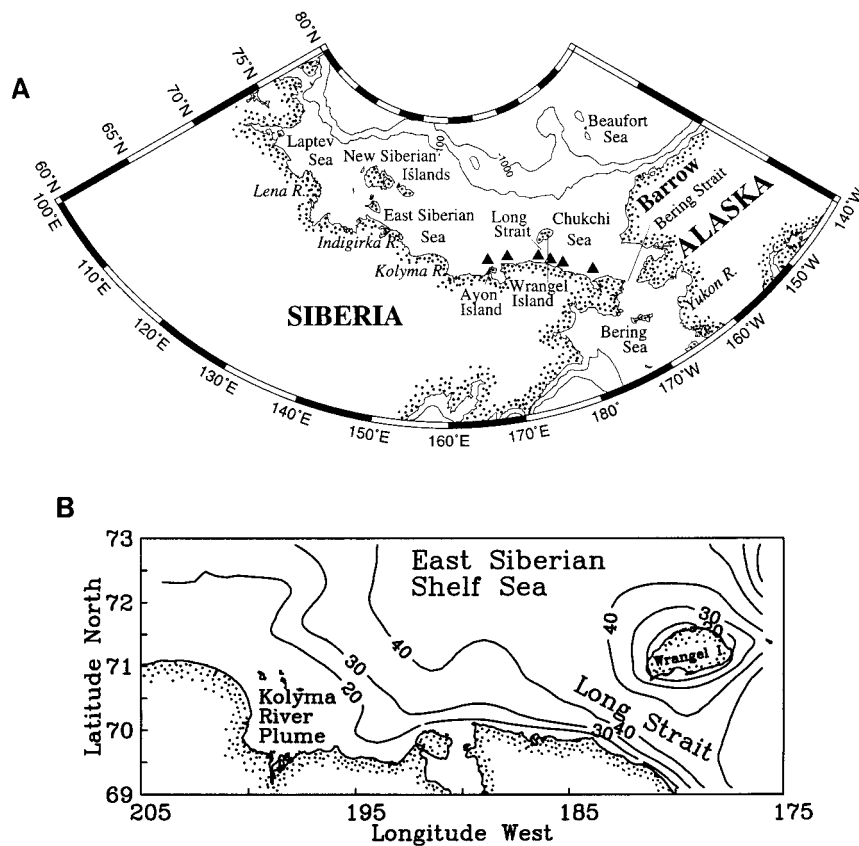 A
80°N
75°N
70°N
65°N
60°N
100°E
110°E
120°E
130°E
140°E
150°E
160°E
170°E
180°
170°W
160°W
150°W
140°W
Laptev
Sea
New Siberian
Islands
100
-1000
Beaufort
Sea
Lena R.
East Siberian
Sea
Indigirka R.
Kolyma R.
Long
Strait
Chukchi
Sea
Barrow
Bering Strait
ALASKA
Yukon R.
Ayon
Island
Wrangel
Island
SIBERIA
Bering
Sea
B
73
72
71
70
69
Latitude North
205
195
185
175
Longitude West
East Siberian
Shelf Sea
40
30
20
40
30
20
Wrangel I.
Kolyma
River
Plume
Long Strait
40
30